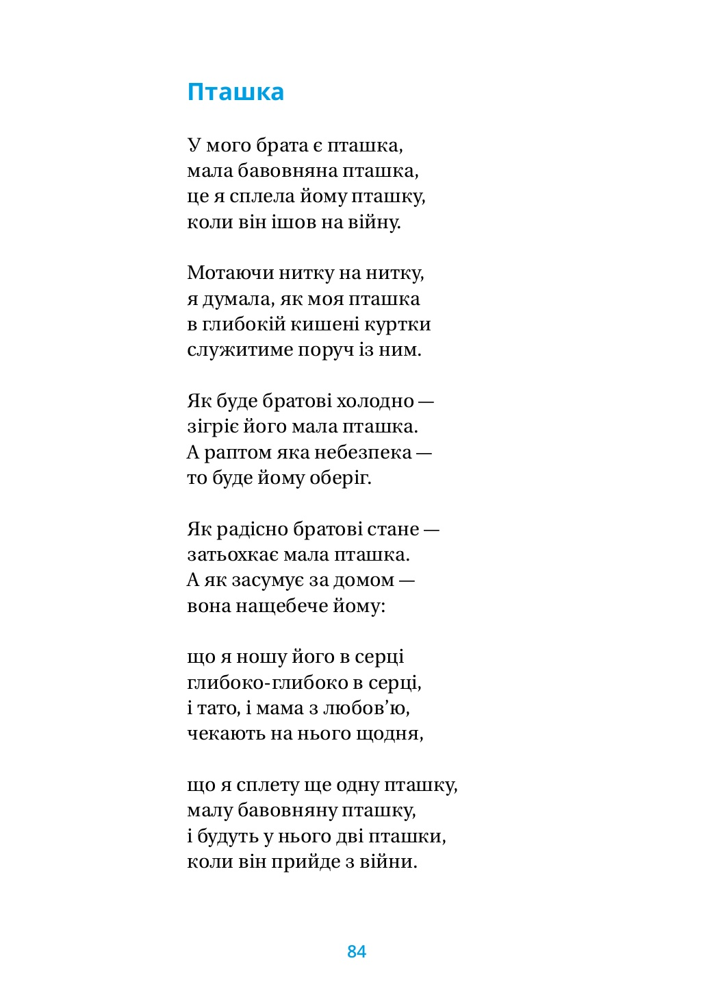 Пташка
У мого брата є пташка,
мала бавовняна пташка,
це я сплела йому пташку,
коли він ішов на війну.
Мотаючи нитку на нитку,
я думала, як моя пташка
в глибокій кишені куртки
служитиме поруч із ним.
Як буде братові холодно —
зігріє його мала пташка.
А раптом яка небезпека —
то буде йому оберіг.
Як радісно братові стане —
затьохкає мала пташка.
А як засумує за домом —
вона нащебече йому:
що я ношу його в серці
глибоко-глибоко в серці,
і тато, і мама з любов’ю,
чекають на нього щодня,
що я сплету ще одну пташку,
малу бавовняну пташку,
і будуть у нього дві пташки,
коли він прийде з війни.
84